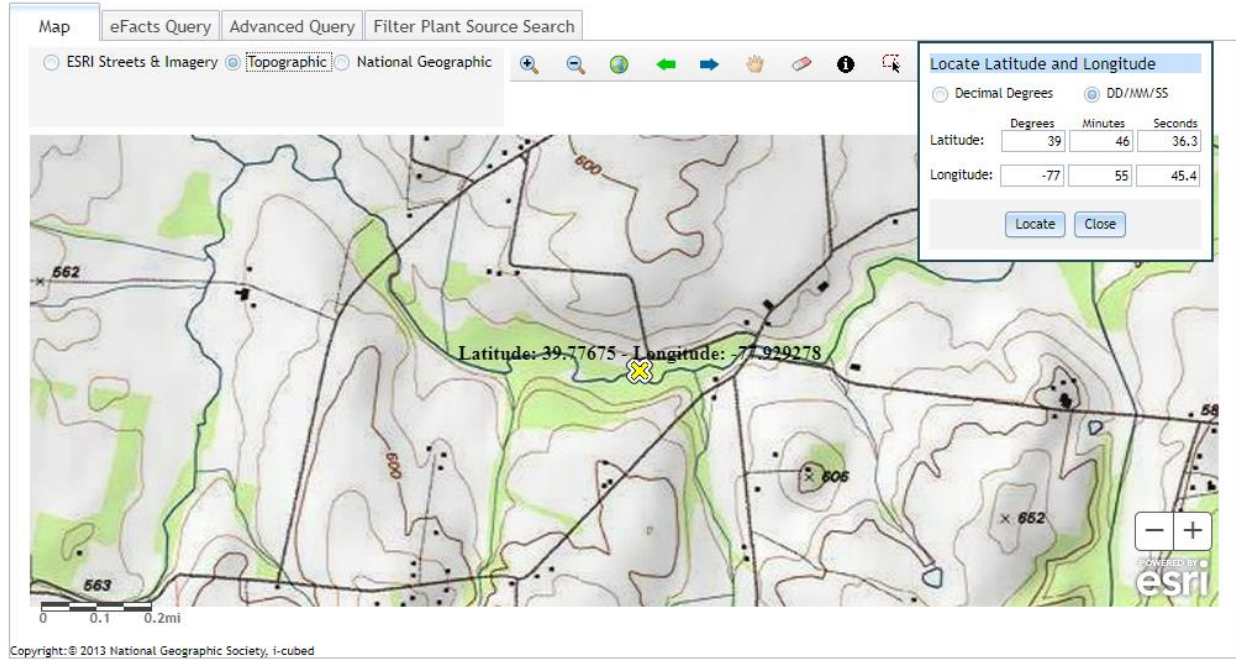 Map eFacts Query Advanced Query Filter Plant Source Search
ESRI Streets & Imagery Topographic National Geographic
Locate Latitude and Longitude
Decimal Degrees DD/MM/SS
Degrees Minutes Seconds
Latitude: 39 46 36.3
Longitude: -77 55 45.4
Locate Close
600
562
Latitude: 39.77675 - Longitude: -77.929278
58
600
606
652
563
− +
POWERED BY
esri
0 0.1 0.2mi
Copyright:© 2013 National Geographic Society, i-cubed